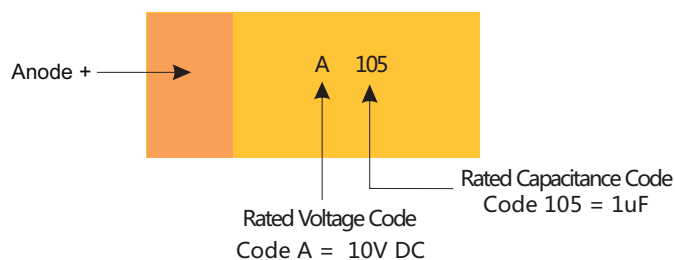 Anode +
A 105
Rated Capacitance Code
Code 105 = 1uF
Rated Voltage Code
Code A = 10V DC